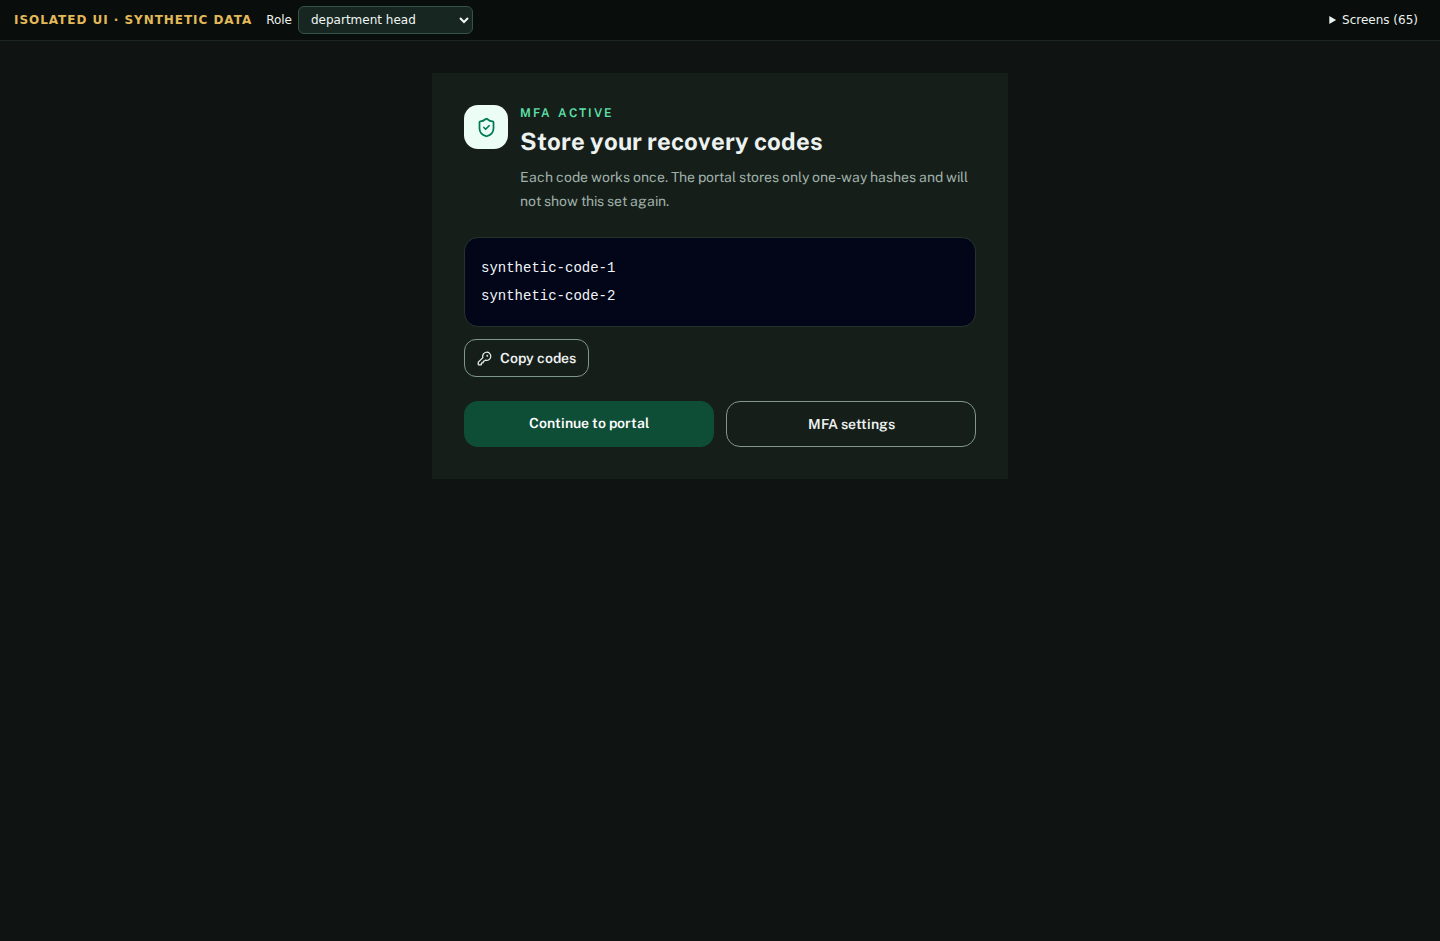 ISOLATED UI · SYNTHETIC DATA Role department head Screens (65)
MFA ACTIVE
Store your recovery codes
Each code works once. The portal stores only one-way hashes and will
not show this set again.
synthetic-code-1
synthetic-code-2
Copy codes
Continue to portal MFA settings